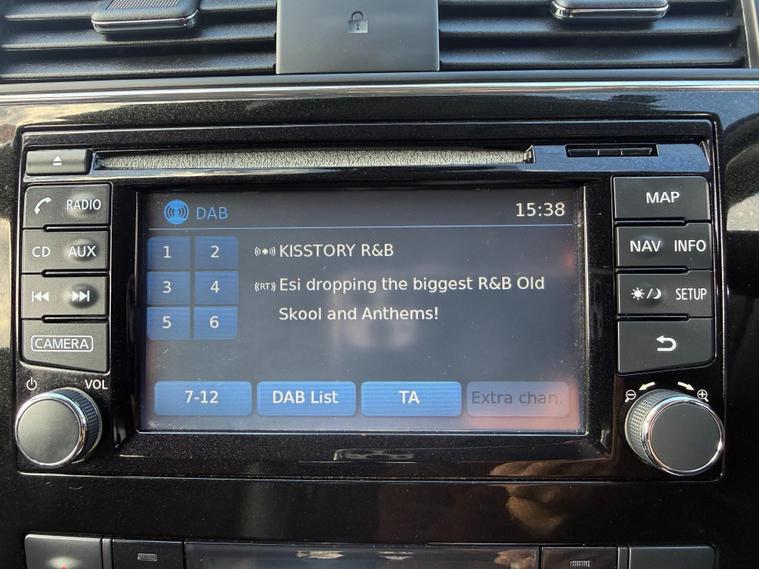 RADIO
CD AUX
CAMERA
VOL
DAB 15:38
1 2 KISSTORY R&B
3 4 (RT) Esi dropping the biggest R&B Old
Skool and Anthems!
5 6
7-12 DAB List TA Extra chan.
MAP
NAV INFO
SETUP